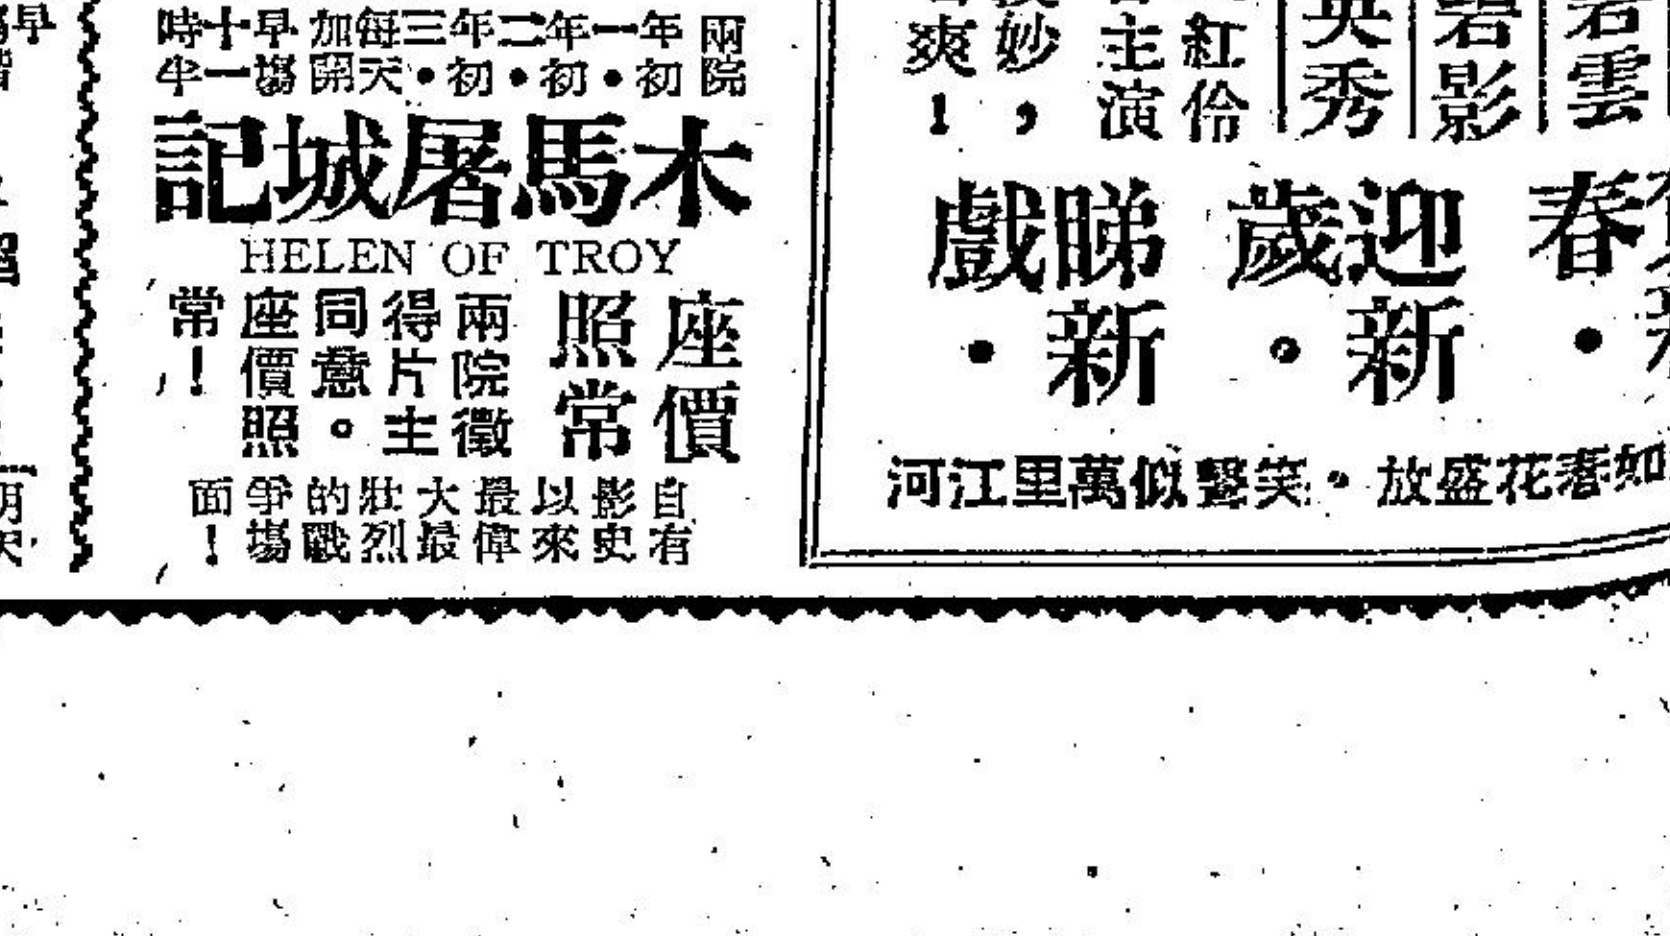 雲
影
秀
紅伶
主演
妙，
爽！
春・
迎新歲。
睇新戲・
如春花盛放・笑聲似萬里江河
兩院年初一・年初二・年初三・每天加開早場十一時半
木馬屠城記
HELEN OF TROY
座價
照常
兩院徵
得片主
同意。
座價照
常！
自有影史以來最偉大最壯烈的戰爭場面！